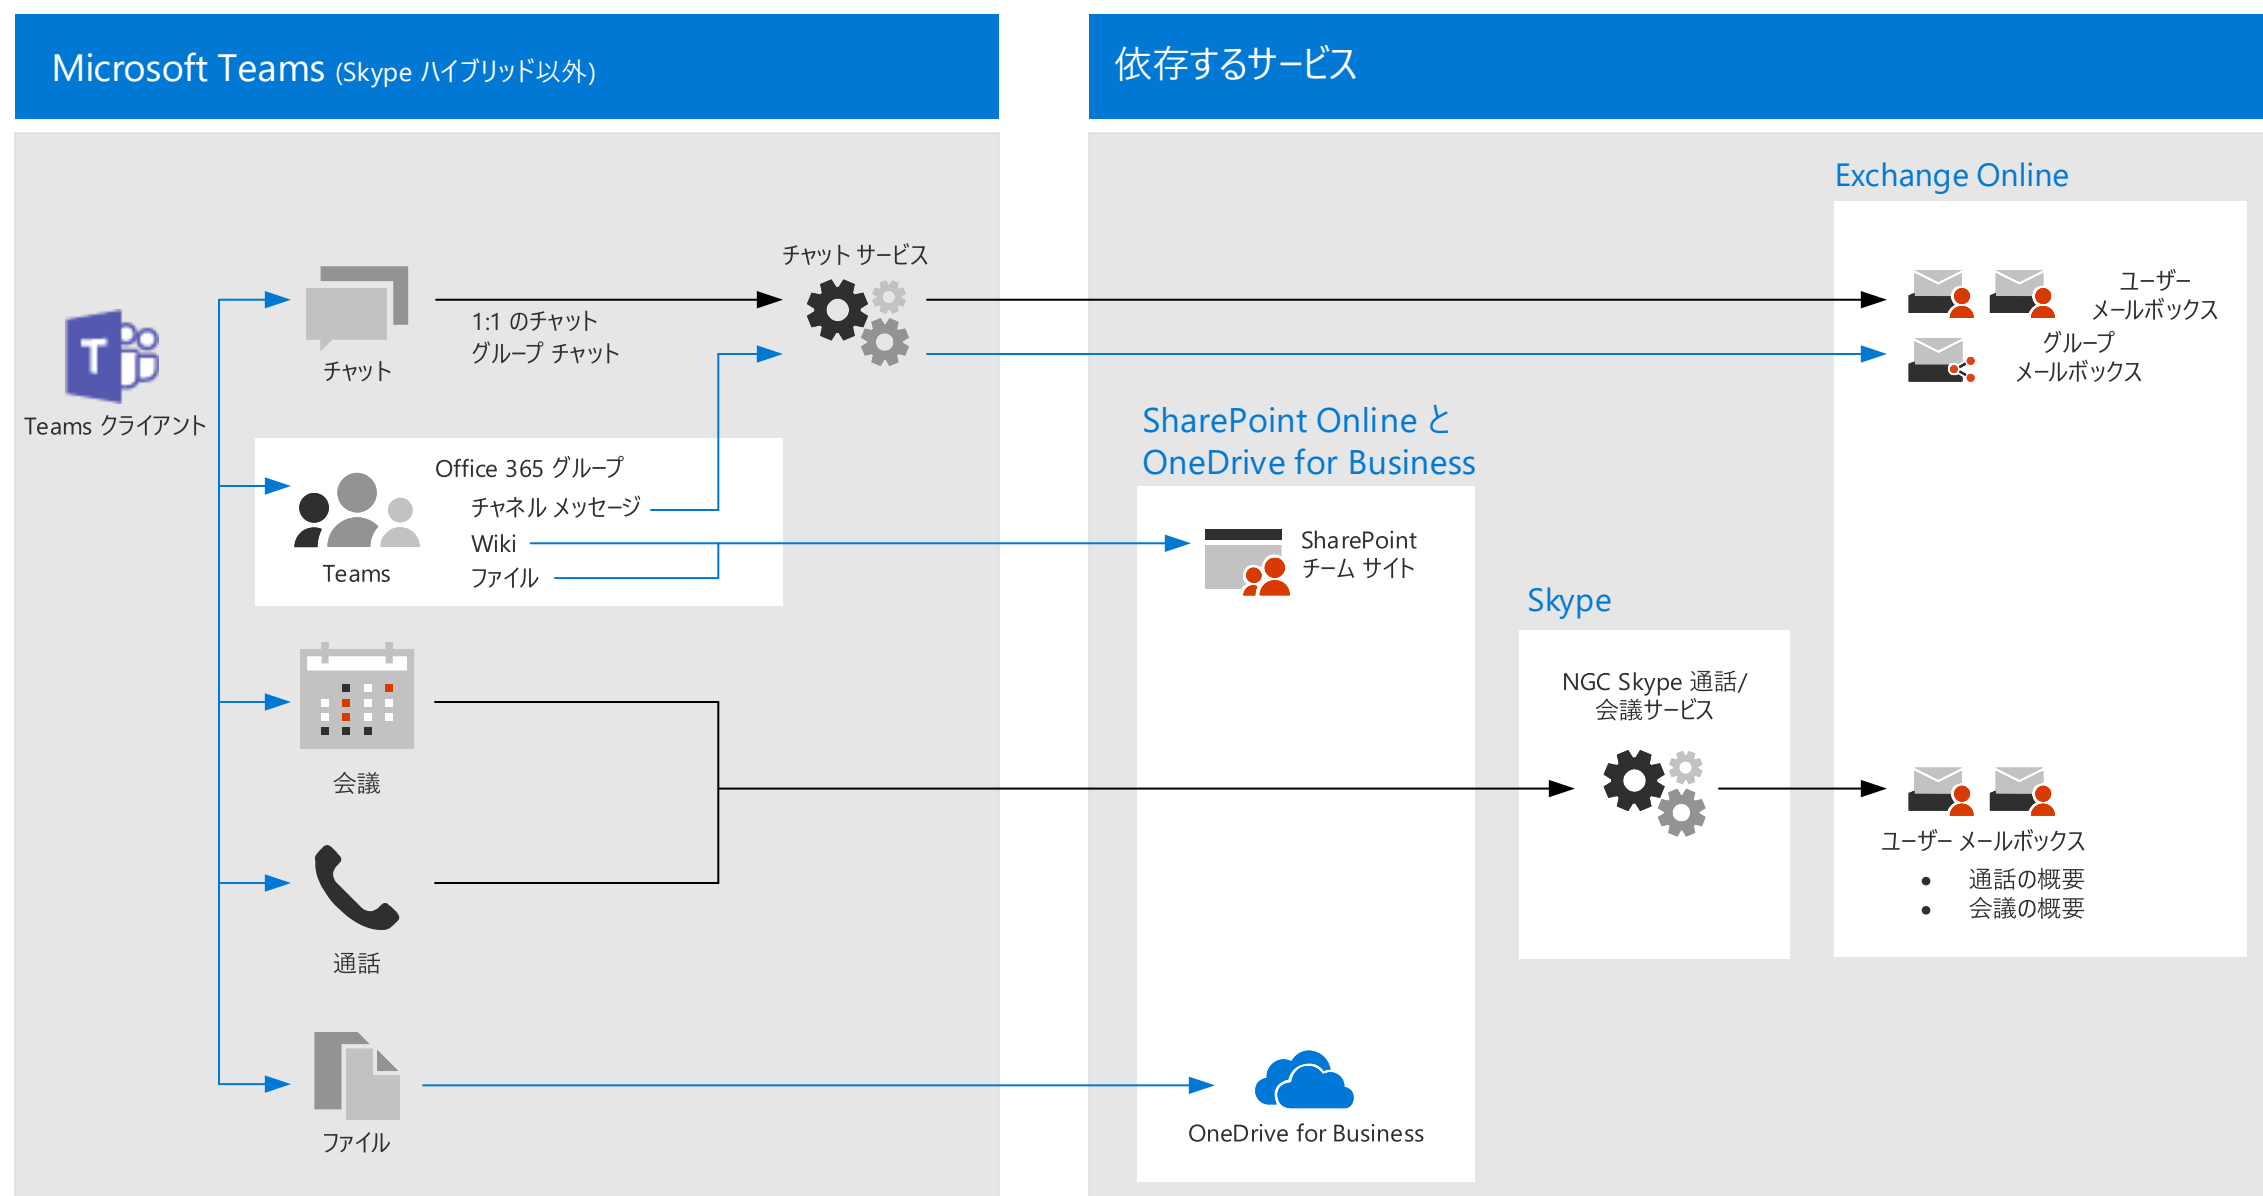 Microsoft Teams (Skype ハイブリッド以外)
依存するサービス
Exchange Online
チャット サービス
1:1 のチャット
グループ チャット
チャット
ユーザー
メールボックス
グループ
メールボックス
T
Teams クライアント
SharePoint Online と
OneDrive for Business
Office 365 グループ
チャネル メッセージ
Wiki
ファイル
Teams
SharePoint
チーム サイト
Skype
NGC Skype 通話/
会議サービス
会議
ユーザー メールボックス
• 通話の概要
• 会議の概要
通話
OneDrive for Business
ファイル